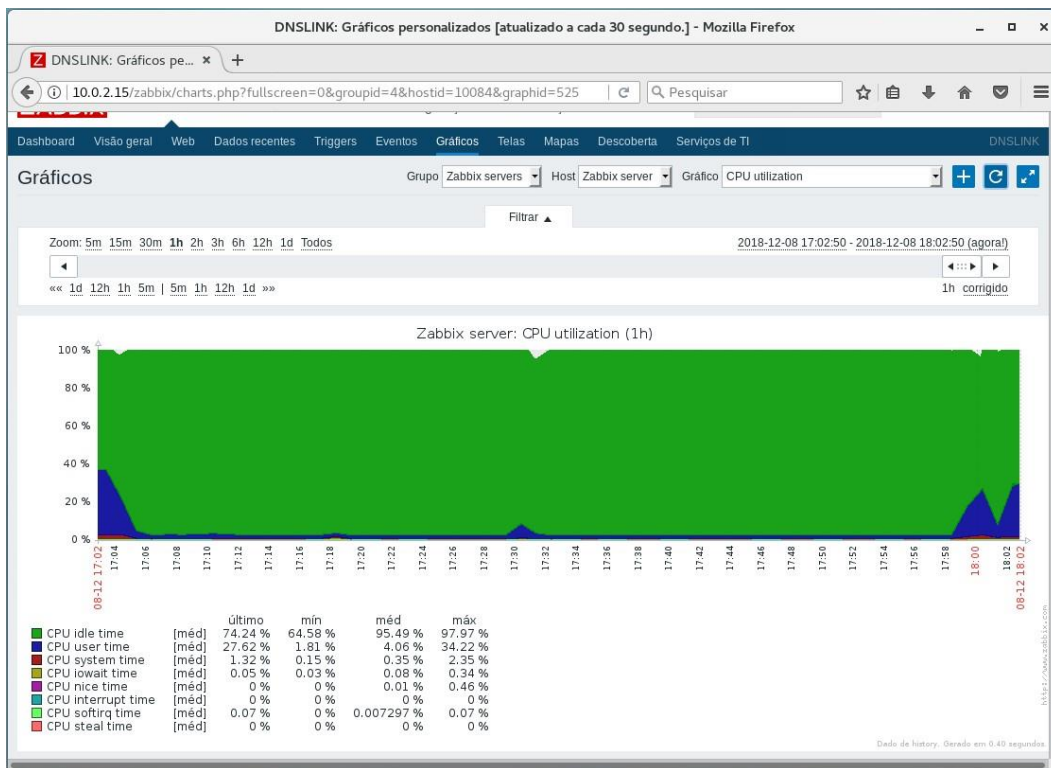 DNSLINK: Gráficos personalizados [atualizado a cada 30 segundo.] - Mozilla Firefox
Z DNSLINK: Gráficos pe... × +
10.0.2.15/zabbix/charts.php?fullscreen=0&groupid=4&hostid=10084&graphid=525 Pesquisar
Dashboard Visão geral Web Dados recentes Triggers Eventos Gráficos Telas Mapas Descoberta Serviços de TI DNSLINK
Gráficos Grupo Zabbix servers Host Zabbix server Gráfico CPU utilization
Filtrar ▲
Zoom: 5m 15m 30m 1h 2h 3h 6h 12h 1d Todos 2018-12-08 17:02:50 - 2018-12-08 18:02:50 (agora!)
«« 1d 12h 1h 5m | 5m 1h 12h 1d »» 1h corrigido
Zabbix server: CPU utilization (1h)
100 %
80 %
60 %
40 %
20 %
0 %
08-12 17:02 17:04 17:06 17:08 17:10 17:12 17:14 17:16 17:18 17:20 17:22 17:24 17:26 17:28 17:30 17:32 17:34 17:36 17:38 17:40 17:42 17:44 17:46 17:48 17:50 17:52 17:54 17:56 17:58 18:00 18:02 08-12 18:02
último mín méd máx
CPU idle time [méd] 74.24 % 64.58 % 95.49 % 97.97 %
CPU user time [méd] 27.62 % 1.81 % 4.06 % 34.22 %
CPU system time [méd] 1.32 % 0.15 % 0.35 % 2.35 %
CPU iowait time [méd] 0.05 % 0.03 % 0.08 % 0.34 %
CPU nice time [méd] 0 % 0 % 0.01 % 0.46 %
CPU interrupt time [méd] 0 % 0 % 0 % 0 %
CPU softirq time [méd] 0.07 % 0 % 0.007297 % 0.07 %
CPU steal time [méd] 0 % 0 % 0 % 0 %
http://www.zabbix.com
Dado de history. Gerado em 0.40 segundos.